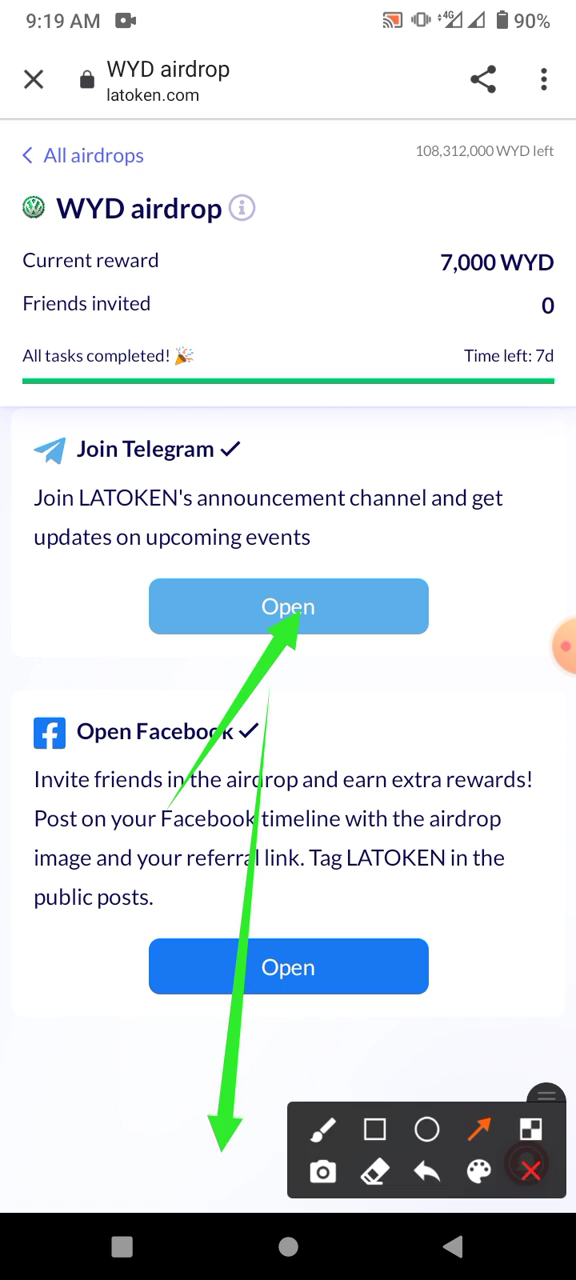 9:19 AM
4G
90%
WYD airdrop
latoken.com
All airdrops
108,312,000 WYD left
WYD airdrop
Current reward
7,000 WYD
Friends invited
0
All tasks completed! 🎉
Time left: 7d
Join Telegram ✓
Join LATOKEN's announcement channel and get
updates on upcoming events
Open
Open Facebook ✓
Invite friends in the airdrop and earn extra rewards!
Post on your Facebook timeline with the airdrop
image and your referral link. Tag LATOKEN in the
public posts.
Open